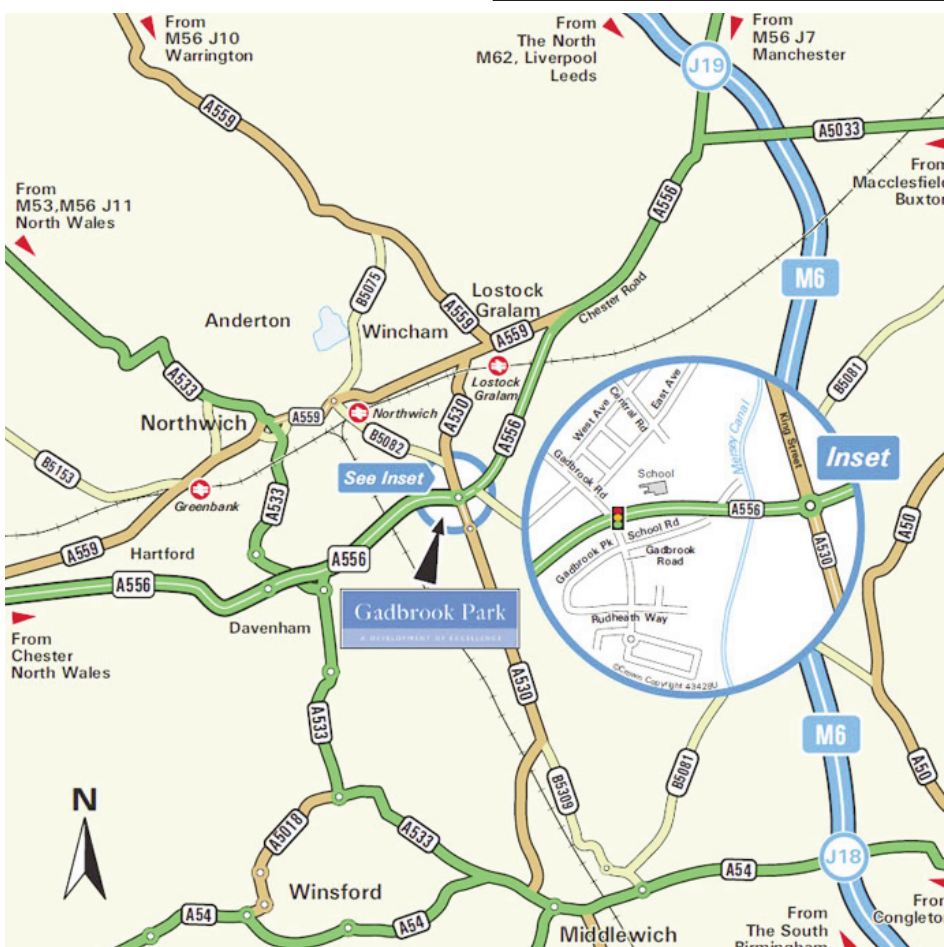 From
M56 J10
Warrington
From
The North
M62, Liverpool
Leeds
From
M56 J7
Manchester
J19
A559
A5033
From
Macclesfield
Buxton
From
M53,M56 J11
North Wales
A556
M6
B5075
Lostock
Gralam
Chester Road
Anderton
Wincham
A559
A559
B5081
A533
Lostock
Gralam
A530
A556
Northwich
A559
Northwich
B5082
B5153
Greenbank
A533
See Inset
West Ave
Central Rd
East Ave
Mersey Canal
King Street
Inset
Gadbrook Rd
School
A556
School Rd
Gadbrook Pk
Gadbrook
Road
A530
A50
Rudheath Way
©Crown Copyright 43428U
A559
Hartford
A556
A556
Gadbrook Park
A DEVELOPMENT OF EXCELLENCE
Davenham
From
Chester
North Wales
A530
A533
M6
A50
B5309
B5081
N
A5018
A533
J18
A54
Winsford
A54
A54
Middlewich
From
The South
Birmingham
From
Congleton